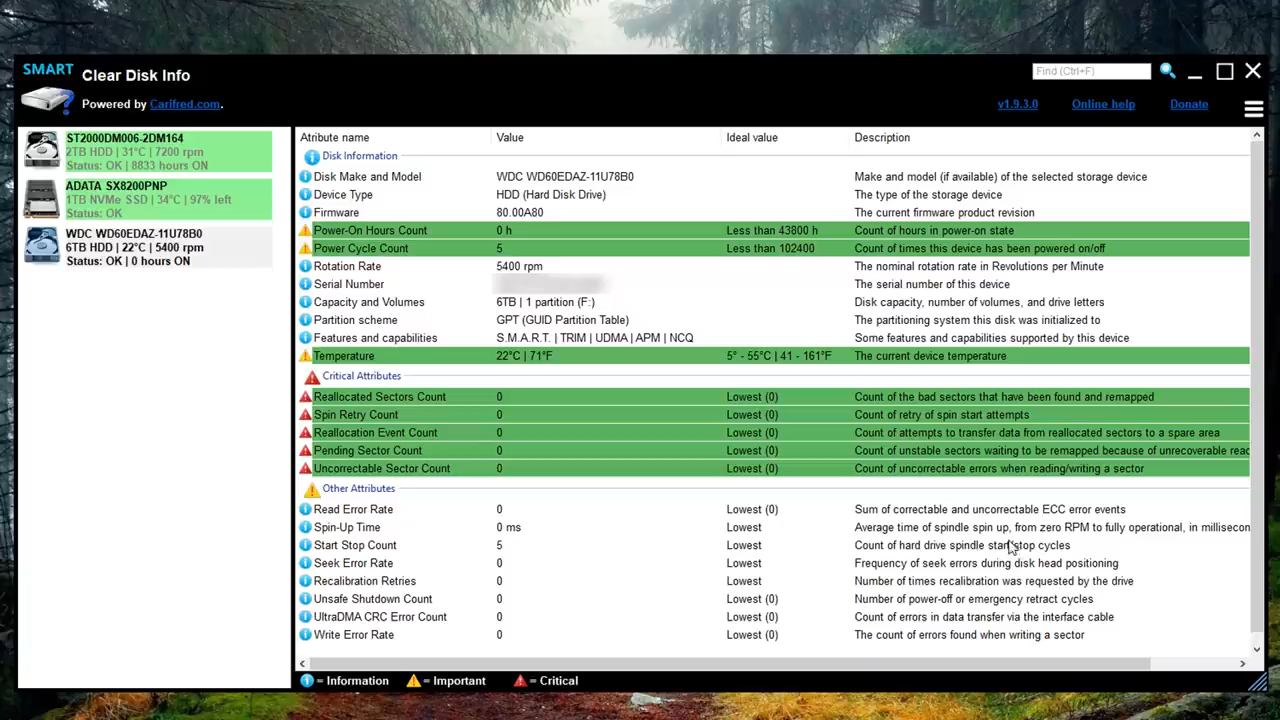 SMART Clear Disk Info
Find (Ctrl+F)
Powered by Carifred.com.
v1.9.3.0 Online help Donate
ST2000DM006-2DM164
2TB HDD | 31°C | 7200 rpm
Status: OK | 8833 hours ON
ADATA SX8200PNP
1TB NVMe SSD | 34°C | 97% left
Status: OK
WDC WD60EDAZ-11U78B0
6TB HDD | 22°C | 5400 rpm
Status: OK | 0 hours ON
Atribute name Value Ideal value Description
Disk Information
Disk Make and Model WDC WD60EDAZ-11U78B0 Make and model (if available) of the selected storage device
Device Type HDD (Hard Disk Drive) The type of the storage device
Firmware 80.00A80 The current firmware product revision
Power-On Hours Count 0 h Less than 43800 h Count of hours in power-on state
Power Cycle Count 5 Less than 102400 Count of times this device has been powered on/off
Rotation Rate 5400 rpm The nominal rotation rate in Revolutions per Minute
Serial Number The serial number of this device
Capacity and Volumes 6TB | 1 partition (F:) Disk capacity, number of volumes, and drive letters
Partition scheme GPT (GUID Partition Table) The partitioning system this disk was initialized to
Features and capabilities S.M.A.R.T. | TRIM | UDMA | APM | NCQ Some features and capabilities supported by this device
Temperature 22°C | 71°F 5° - 55°C | 41 - 161°F The current device temperature
Critical Attributes
Reallocated Sectors Count 0 Lowest (0) Count of the bad sectors that have been found and remapped
Spin Retry Count 0 Lowest (0) Count of retry of spin start attempts
Reallocation Event Count 0 Lowest (0) Count of attempts to transfer data from reallocated sectors to a spare area
Pending Sector Count 0 Lowest (0) Count of unstable sectors waiting to be remapped because of unrecoverable reac
Uncorrectable Sector Count 0 Lowest (0) Count of uncorrectable errors when reading/writing a sector
Other Attributes
Read Error Rate 0 Lowest (0) Sum of correctable and uncorrectable ECC error events
Spin-Up Time 0 ms Lowest Average time of spindle spin up, from zero RPM to fully operational, in millisecon
Start Stop Count 5 Lowest Count of hard drive spindle start stop cycles
Seek Error Rate 0 Lowest Frequency of seek errors during disk head positioning
Recalibration Retries 0 Lowest Number of times recalibration was requested by the drive
Unsafe Shutdown Count 0 Lowest (0) Number of power-off or emergency retract cycles
UltraDMA CRC Error Count 0 Lowest (0) Count of errors in data transfer via the interface cable
Write Error Rate 0 Lowest (0) The count of errors found when writing a sector
= Information = Important = Critical